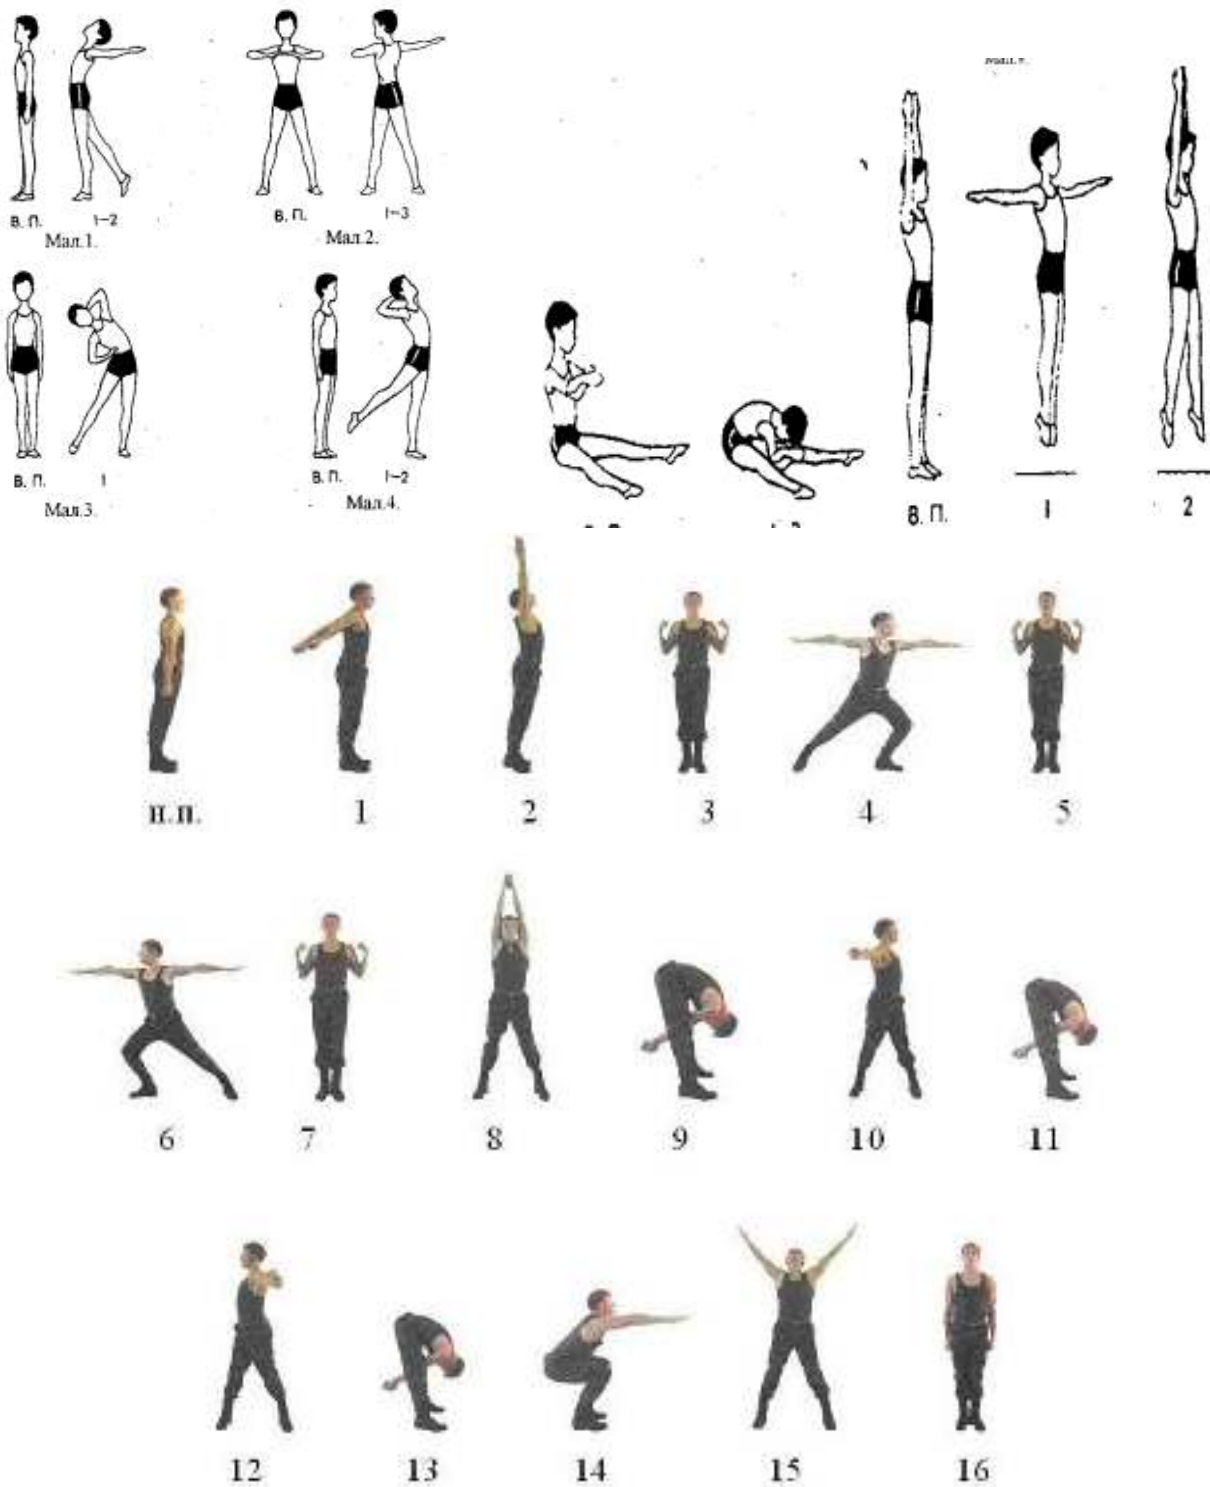 В. П. 1–2
Мал.1.
В. П. 1–3
Мал.2.
В. П. 1
Мал.3.
В. П. 1–2
Мал.4.
В. П. 1 2
и.п. 1 2 3 4 5
6 7 8 9 10 11
12 13 14 15 16